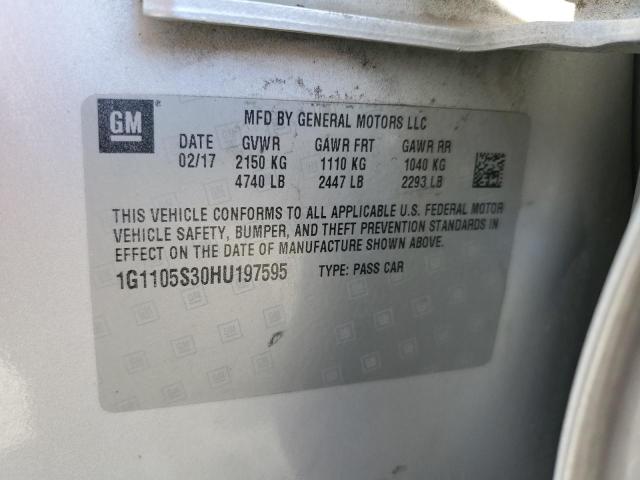 GM
MFD BY GENERAL MOTORS LLC
DATE GVWR GAWR FRT GAWR RR
02/17 2150 KG 1110 KG 1040 KG
4740 LB 2447 LB 2293 LB
THIS VEHICLE CONFORMS TO ALL APPLICABLE U.S. FEDERAL MOTOR
VEHICLE SAFETY, BUMPER, AND THEFT PREVENTION STANDARDS IN
EFFECT ON THE DATE OF MANUFACTURE SHOWN ABOVE.
1G1105S30HU197595 TYPE: PASS CAR